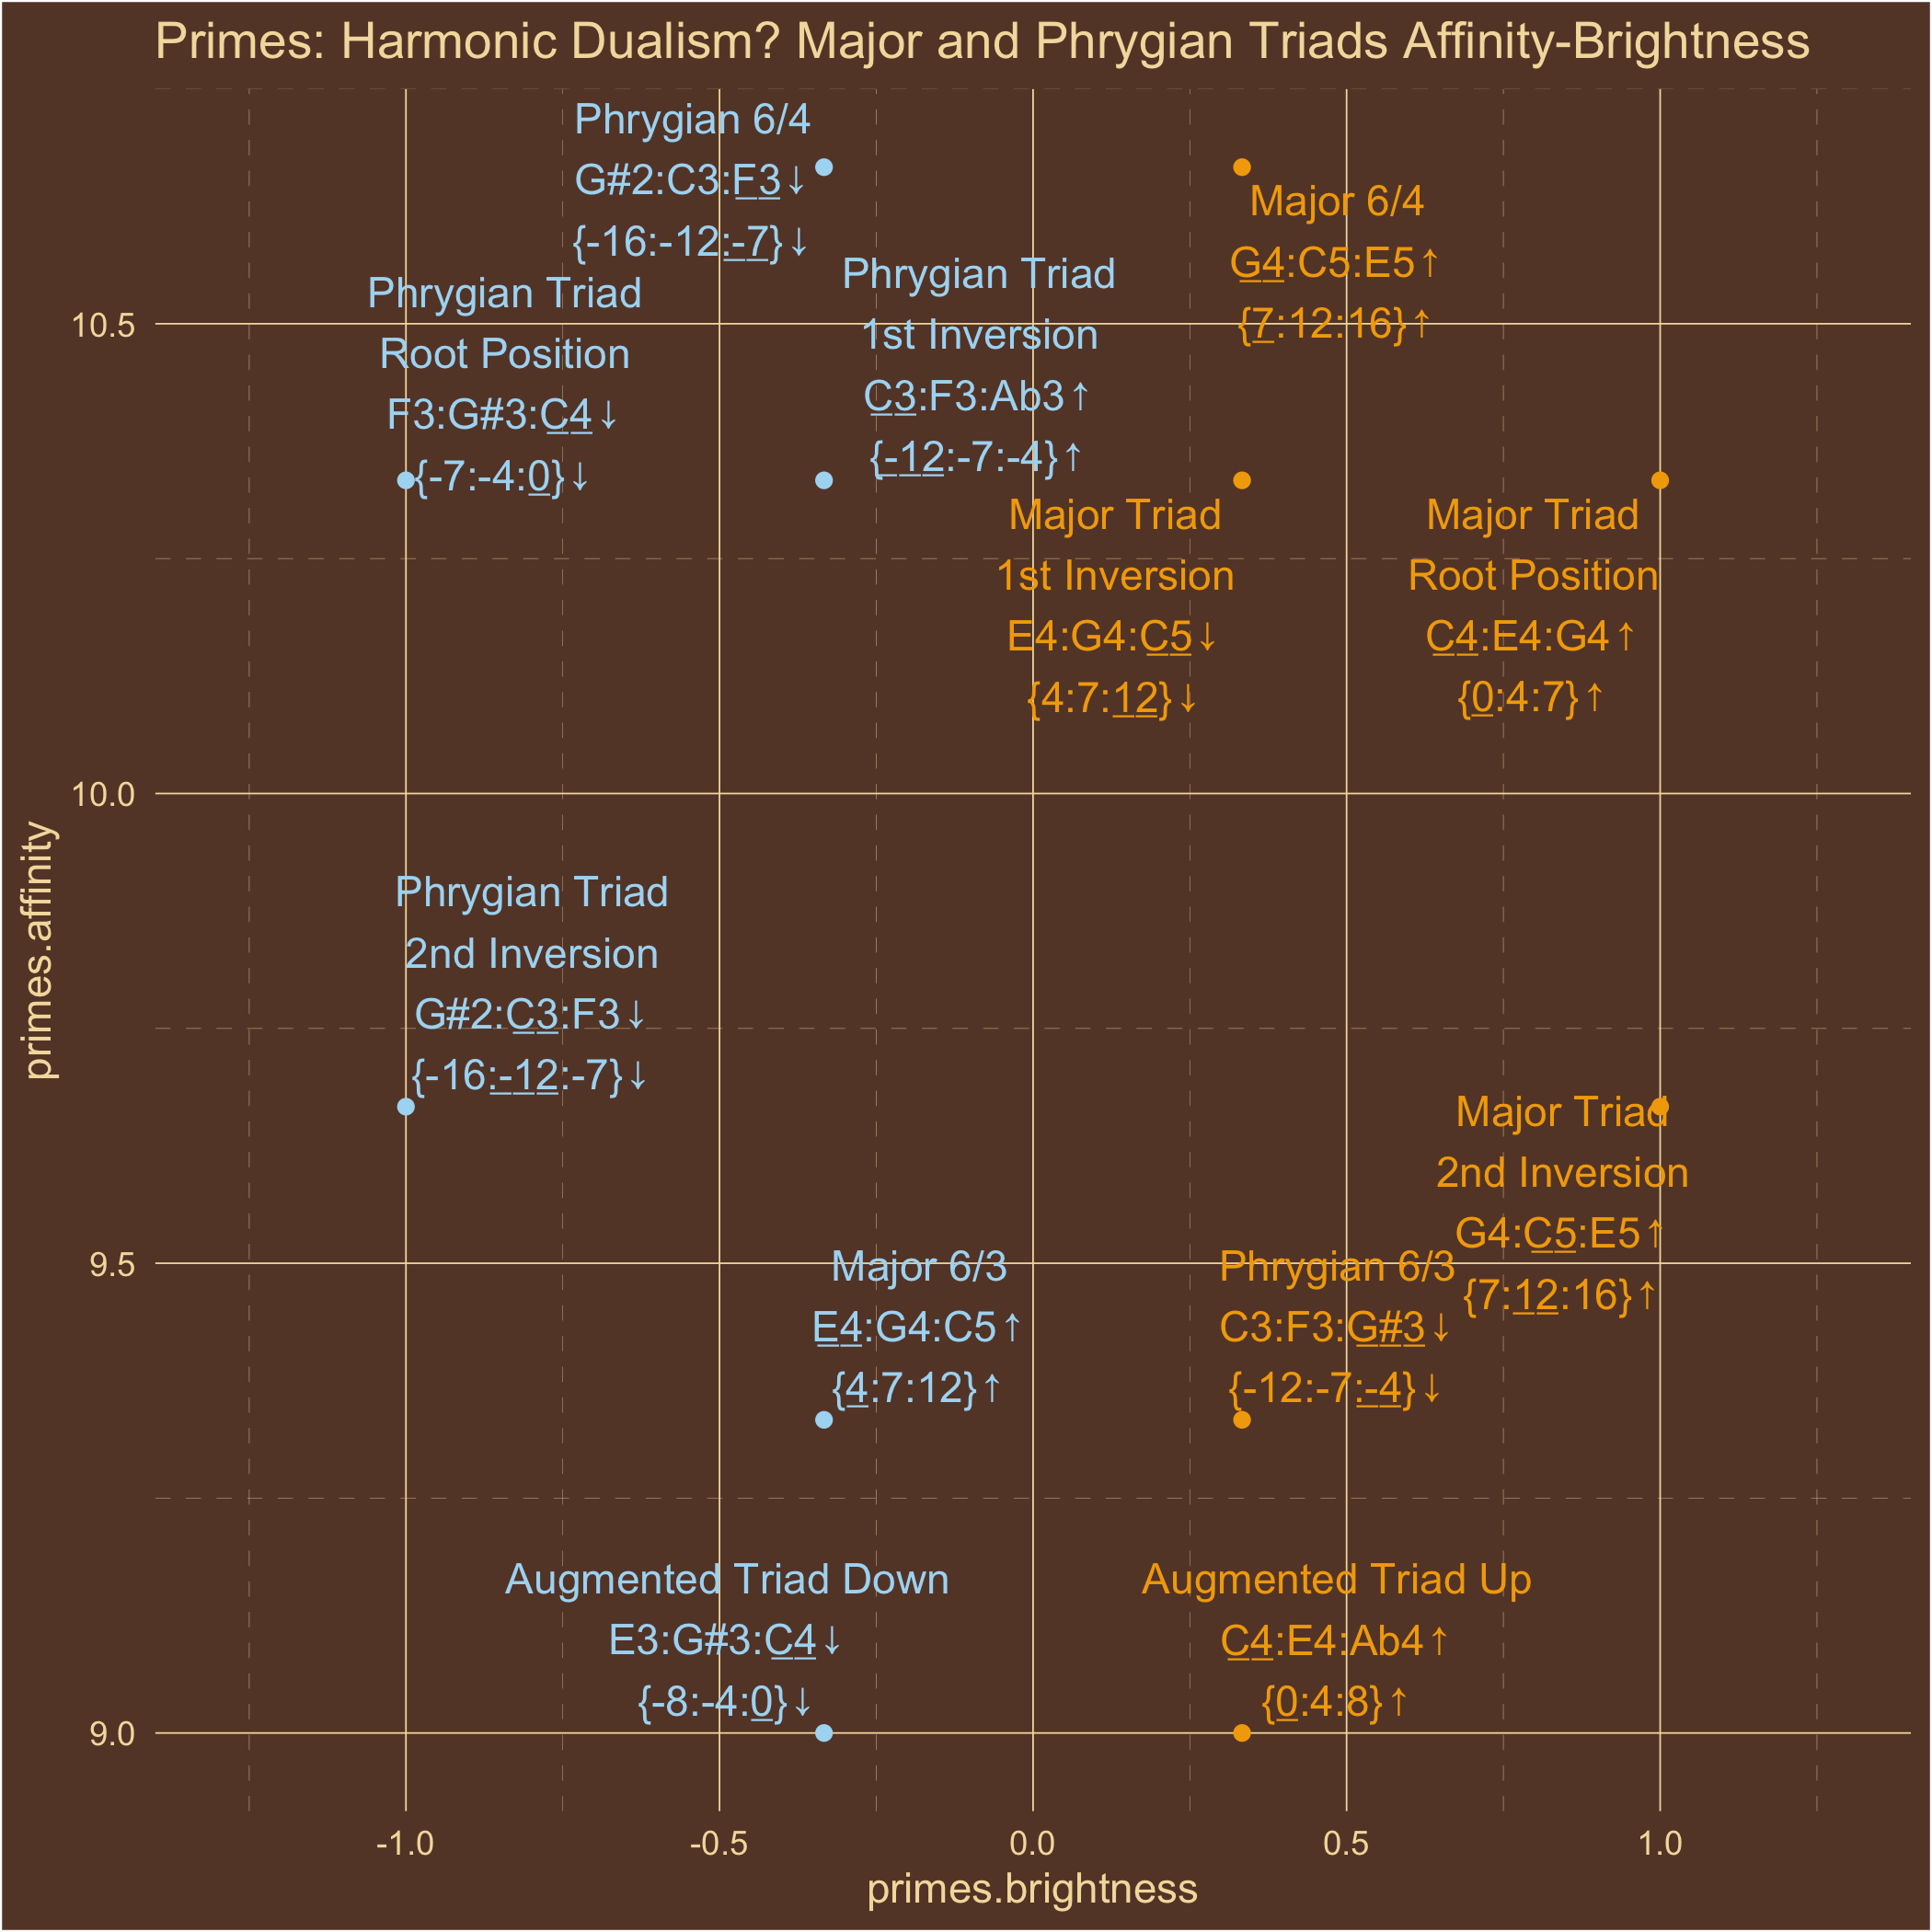 Primes: Harmonic Dualism? Major and Phrygian Triads Affinity-Brightness
Phrygian 6/4
G#2:C3:F3↓
{-16:-12:-7}↓
Major 6/4
G4:C5:E5↑
{7:12:16}↑
Phrygian Triad
Root Position
F3:G#3:C4↓
{-7:-4:0}↓
Phrygian Triad
1st Inversion
C3:F3:Ab3↑
{-12:-7:-4}↑
Major Triad
1st Inversion
E4:G4:C5↓
{4:7:12}↓
Major Triad
Root Position
C4:E4:G4↑
{0:4:7}↑
Phrygian Triad
2nd Inversion
G#2:C3:F3↓
{-16:-12:-7}↓
Major Triad
2nd Inversion
G4:C5:E5↑
{7:12:16}↑
Major 6/3
E4:G4:C5↑
{4:7:12}↑
Phrygian 6/3
C3:F3:G#3↓
{-12:-7:-4}↓
Augmented Triad Down
E3:G#3:C4↓
{-8:-4:0}↓
Augmented Triad Up
C4:E4:Ab4↑
{0:4:8}↑
10.5
10.0
9.5
9.0
primes.affinity
-1.0
-0.5
0.0
0.5
1.0
primes.brightness